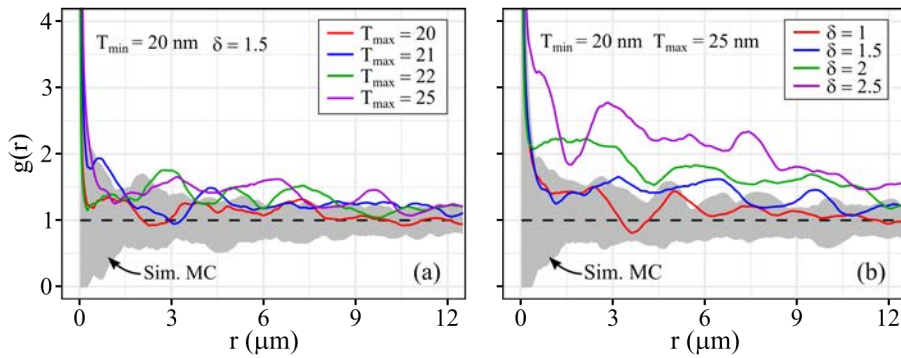 4
3
2
1
0
g(r)
T_min = 20 nm δ = 1.5
T_max = 20
T_max = 21
T_max = 22
T_max = 25
Sim. MC
(a)
0 3 6 9 12
r (μm)
T_min = 20 nm T_max = 25 nm
δ = 1
δ = 1.5
δ = 2
δ = 2.5
Sim. MC
(b)
0 3 6 9 12
r (μm)